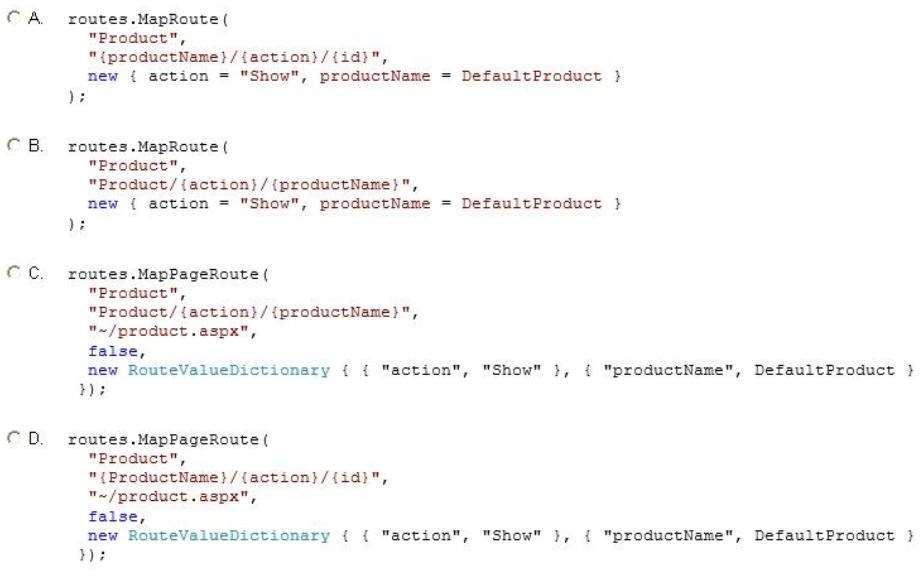 A. routes.MapRoute(
"Product",
"{productName}/{action}/{id}",
new { action = "Show", productName = DefaultProduct }
);
B. routes.MapRoute(
"Product",
"Product/{action}/{productName}",
new { action = "Show", productName = DefaultProduct }
);
C. routes.MapPageRoute(
"Product",
"Product/{action}/{productName}",
"~/product.aspx",
false,
new RouteValueDictionary { { "action", "Show" }, { "productName", DefaultProduct }
});
D. routes.MapPageRoute(
"Product",
"{ProductName}/{action}/{id}",
"~/product.aspx",
false,
new RouteValueDictionary { { "action", "Show" }, { "productName", DefaultProduct }
});